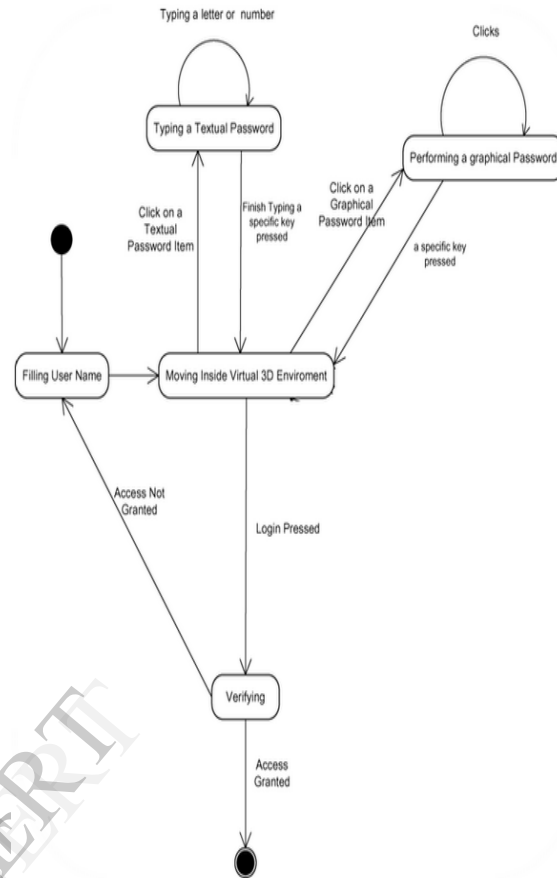 Typing a letter or number
Clicks
Typing a Textual Password
Performing a graphical Password
Click on a
Textual
Password Item
Finish Typing a
specific key
pressed
Click on a
Graphical
Password Item
a specific key
pressed
Filling User Name
Moving Inside Virtual 3D Enviroment
Access Not
Granted
Login Pressed
Verifying
Access
Granted
ERT